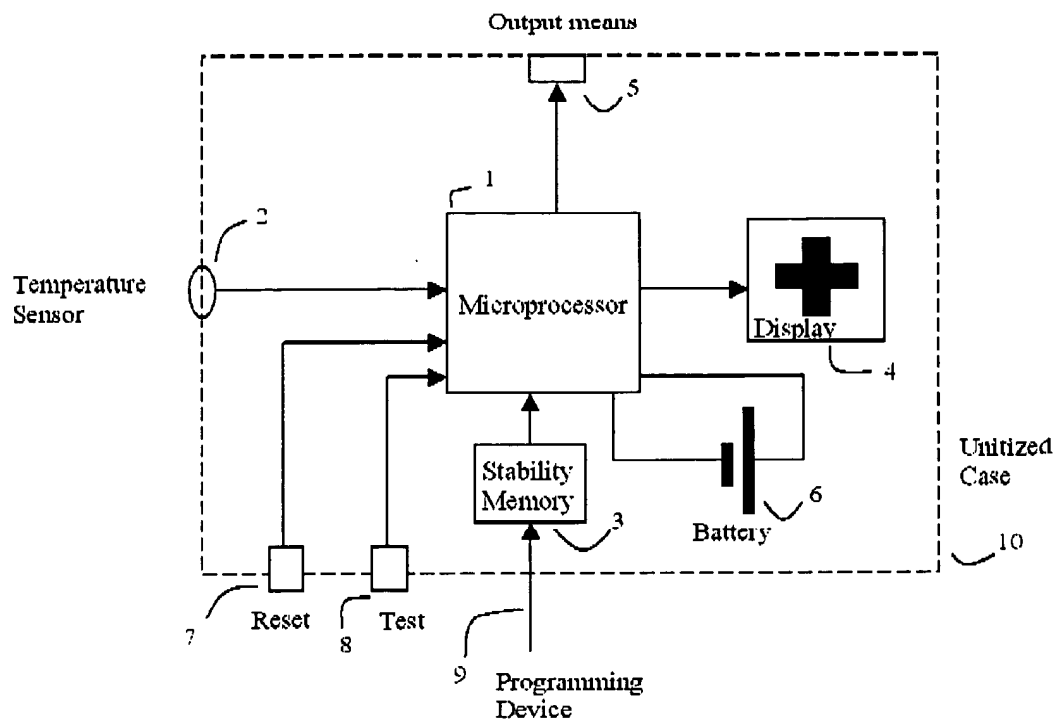 Output means
5
1
2
Temperature
Sensor
Microprocessor
Display
4
Stability
Memory
3
Battery
6
Unitized
Case
10
7
Reset
8
Test
9
Programming
Device